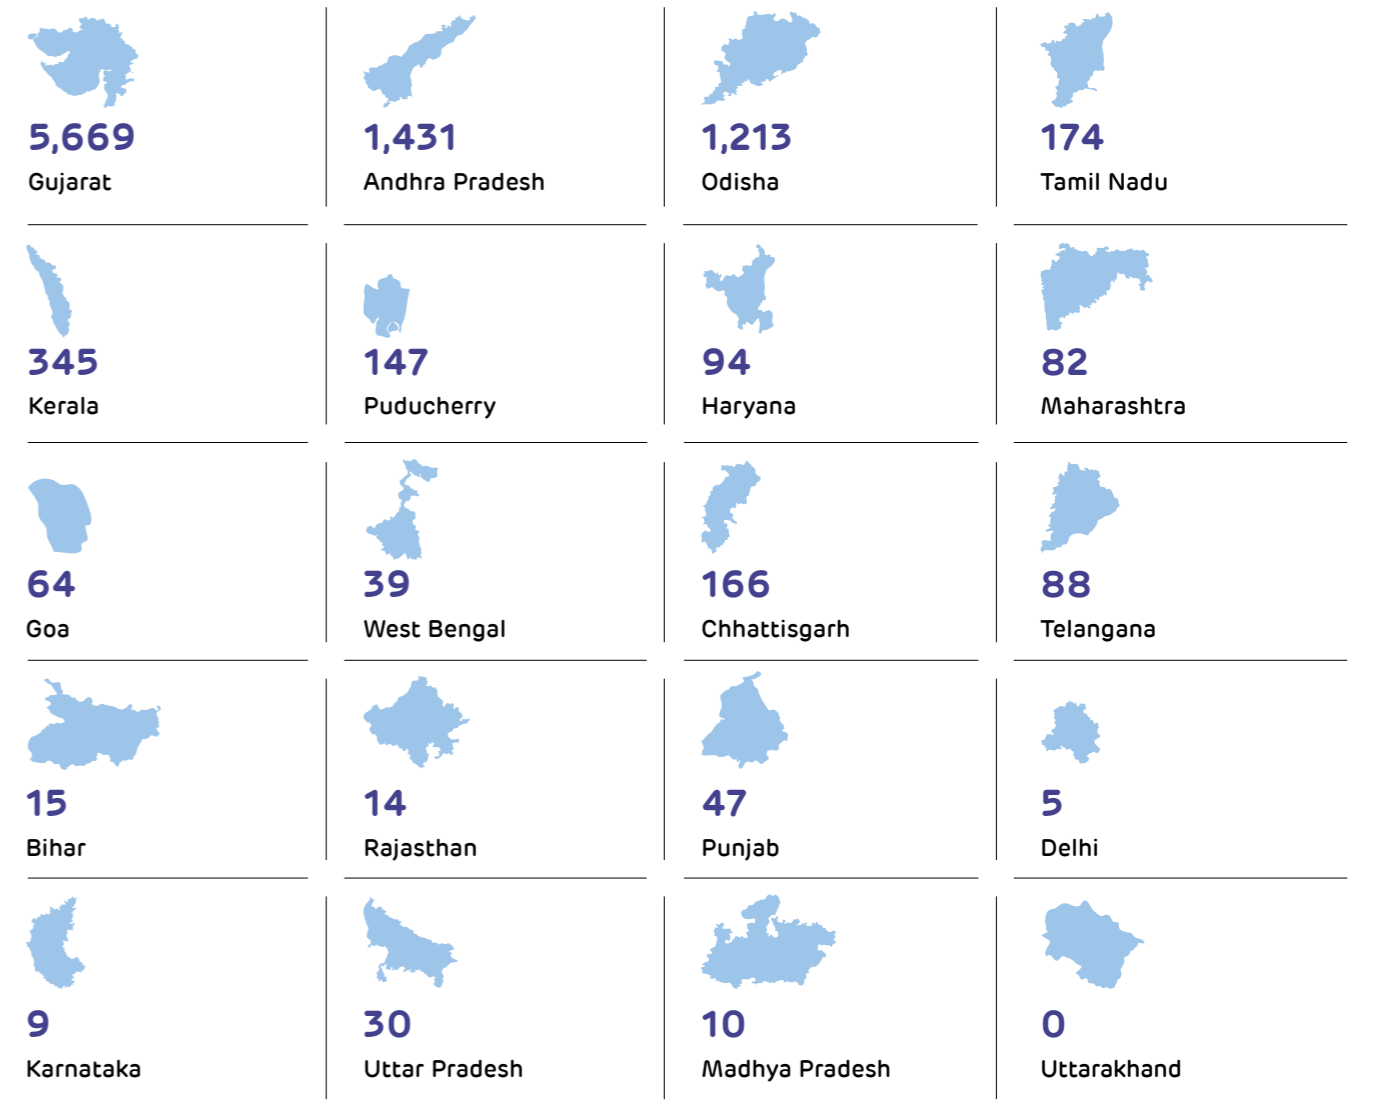 5,669
Gujarat
1,431
Andhra Pradesh
1,213
Odisha
174
Tamil Nadu
345
Kerala
147
Puducherry
94
Haryana
82
Maharashtra
64
Goa
39
West Bengal
166
Chhattisgarh
88
Telangana
15
Bihar
14
Rajasthan
47
Punjab
5
Delhi
9
Karnataka
30
Uttar Pradesh
10
Madhya Pradesh
0
Uttarakhand